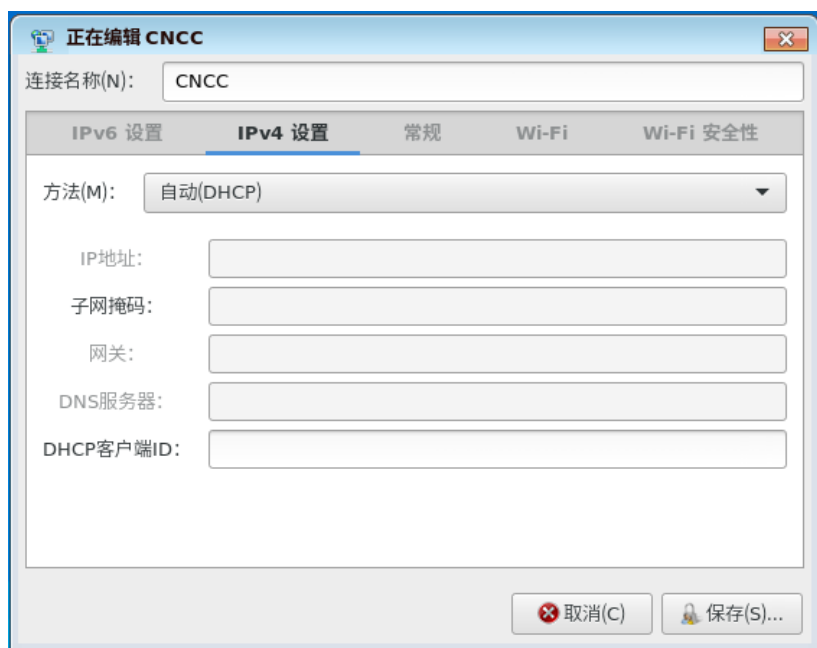 正在编辑 CNCC
连接名称(N)： CNCC
IPv6 设置 IPv4 设置 常规 Wi-Fi Wi-Fi 安全性
方法(M)： 自动(DHCP)
IP地址：
子网掩码：
网关：
DNS服务器：
DHCP客户端ID：
取消(C) 保存(S)...